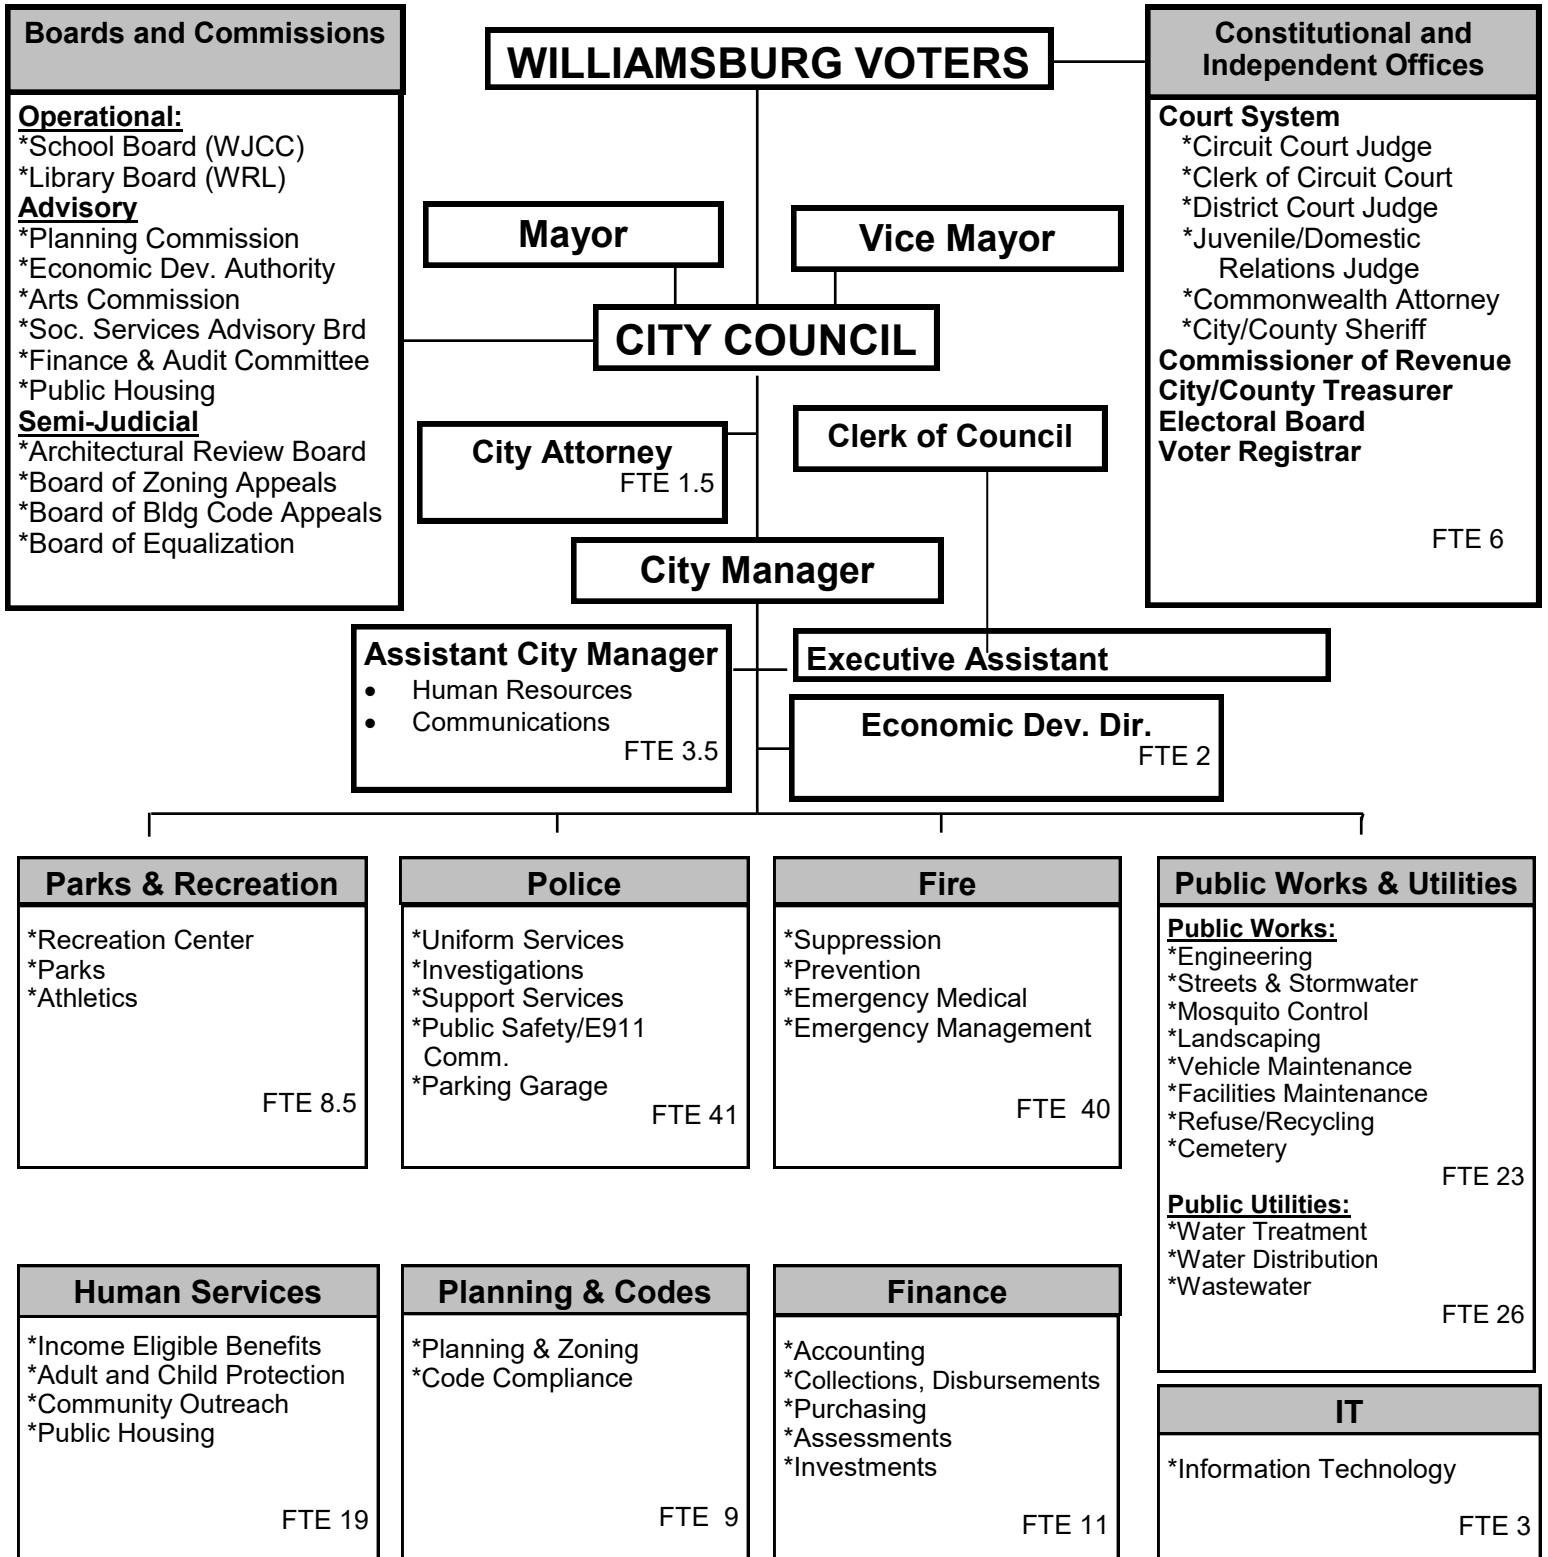 Boards and Commissions
Operational:
*School Board (WJCC)
*Library Board (WRL)
Advisory
*Planning Commission
*Economic Dev. Authority
*Arts Commission
*Soc. Services Advisory Brd
*Finance & Audit Committee
*Public Housing
Semi-Judicial
*Architectural Review Board
*Board of Zoning Appeals
*Board of Bldg Code Appeals
*Board of Equalization
WILLIAMSBURG VOTERS
Constitutional and
Independent Offices
Court System
*Circuit Court Judge
*Clerk of Circuit Court
*District Court Judge
*Juvenile/Domestic
Relations Judge
*Commonwealth Attorney
*City/County Sheriff
Commissioner of Revenue
City/County Treasurer
Electoral Board
Voter Registrar
FTE 6
Mayor
Vice Mayor
CITY COUNCIL
City Attorney
FTE 1.5
Clerk of Council
City Manager
Assistant City Manager
• Human Resources
• Communications
FTE 3.5
Executive Assistant
Economic Dev. Dir.
FTE 2
Parks & Recreation
*Recreation Center
*Parks
*Athletics
FTE 8.5
Police
*Uniform Services
*Investigations
*Support Services
*Public Safety/E911
Comm.
*Parking Garage
FTE 41
Fire
*Suppression
*Prevention
*Emergency Medical
*Emergency Management
FTE 40
Public Works & Utilities
Public Works:
*Engineering
*Streets & Stormwater
*Mosquito Control
*Landscaping
*Vehicle Maintenance
*Facilities Maintenance
*Refuse/Recycling
*Cemetery
FTE 23
Public Utilities:
*Water Treatment
*Water Distribution
*Wastewater
FTE 26
Human Services
*Income Eligible Benefits
*Adult and Child Protection
*Community Outreach
*Public Housing
FTE 19
Planning & Codes
*Planning & Zoning
*Code Compliance
FTE 9
Finance
*Accounting
*Collections, Disbursements
*Purchasing
*Assessments
*Investments
FTE 11
IT
*Information Technology
FTE 3